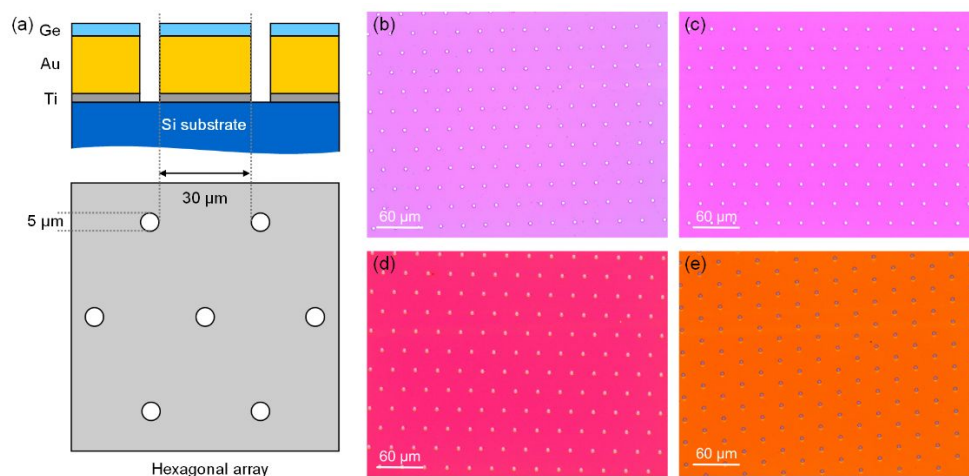 (a)
Ge
Au
Ti
Si substrate
30 μm
5 μm
Hexagonal array
(b)
60 μm
(c)
60 μm
(d)
60 μm
(e)
60 μm